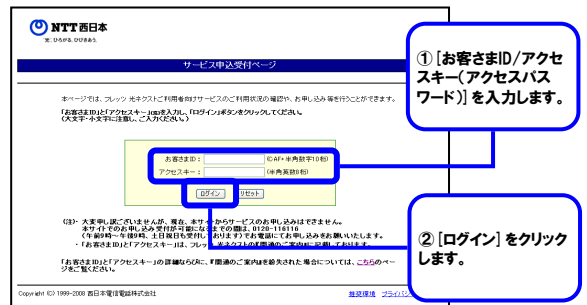 NTT西日本
光、ひろがる、ひびきあう。
サービス申込受付ページ
本ページでは、フレッツ 光ネクストご利用者向けサービスのご利用状況の確認や、お申し込み等を行うことができます。
「お客さまID」と「アクセスキー」を入力し、「ログイン」ボタンをクリックしてください。
(大文字・小文字に注意し、ご入力ください。)
お客さまID:
(CAF+半角数字10桁)
アクセスキー:
(半角英数8桁)
ログイン
リセット
(注)・ 大変申し訳ございませんが、現在、本サイトからサービスのお申し込みはできません。
本サイトでのお申し込み受付が可能になるまでの間は、0120-116116
(午前9時~午後9時、土日祝日も受付しております)でお電話にてお申し込みをお願いいたします。
・「お客さまID」と「アクセスキー」は、フレッツ 光ネクストの『開通のご案内』に記載しております。
「お客さまID」と「アクセスキー」の詳細ならびに、『開通のご案内』を紛失された場合については、こちらのペー
ジをご覧ください。
Copyright (C) 1999-2008 西日本電信電話株式会社
推奨環境
① [お客さまID/アクセ
スキー(アクセスパス
ワード)] を入力します。
② [ログイン] をクリック
します。